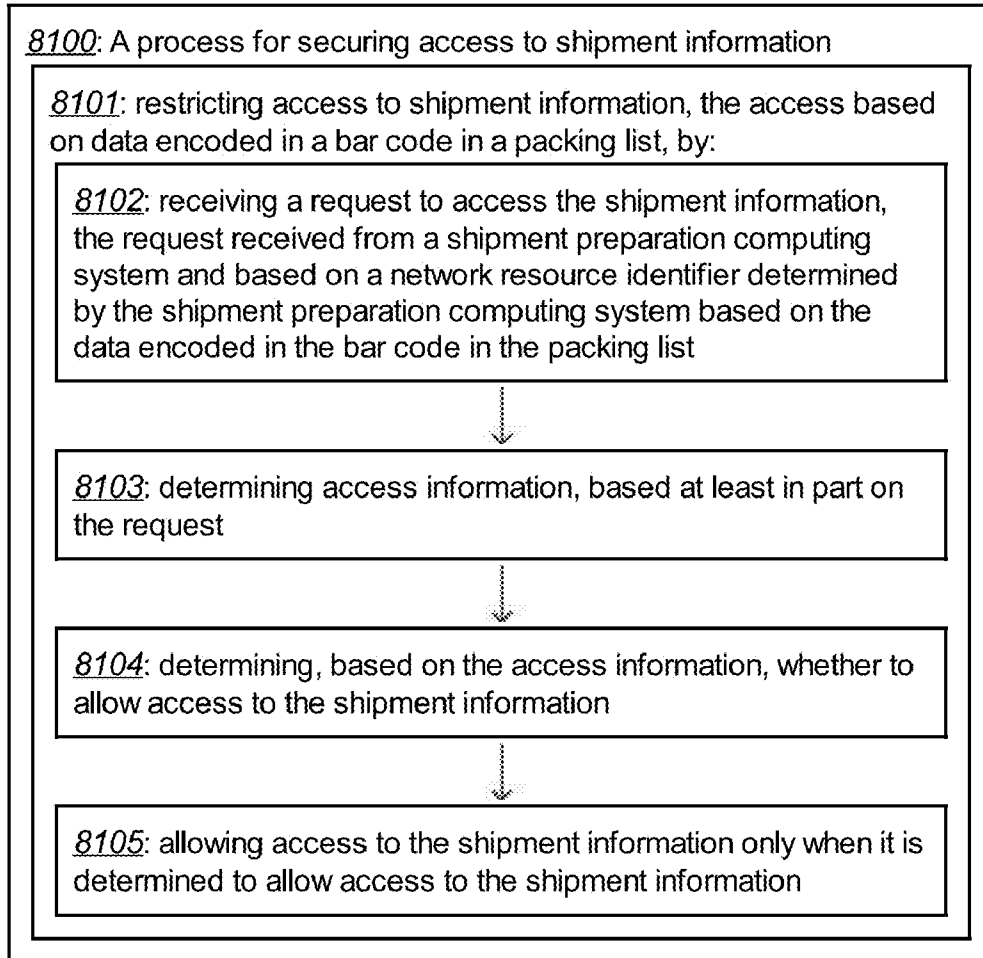 8100: A process for securing access to shipment information
8101: restricting access to shipment information, the access based
on data encoded in a bar code in a packing list, by:
8102: receiving a request to access the shipment information,
the request received from a shipment preparation computing
system and based on a network resource identifier determined
by the shipment preparation computing system based on the
data encoded in the bar code in the packing list
8103: determining access information, based at least in part on
the request
8104: determining, based on the access information, whether to
allow access to the shipment information
8105: allowing access to the shipment information only when it is
determined to allow access to the shipment information